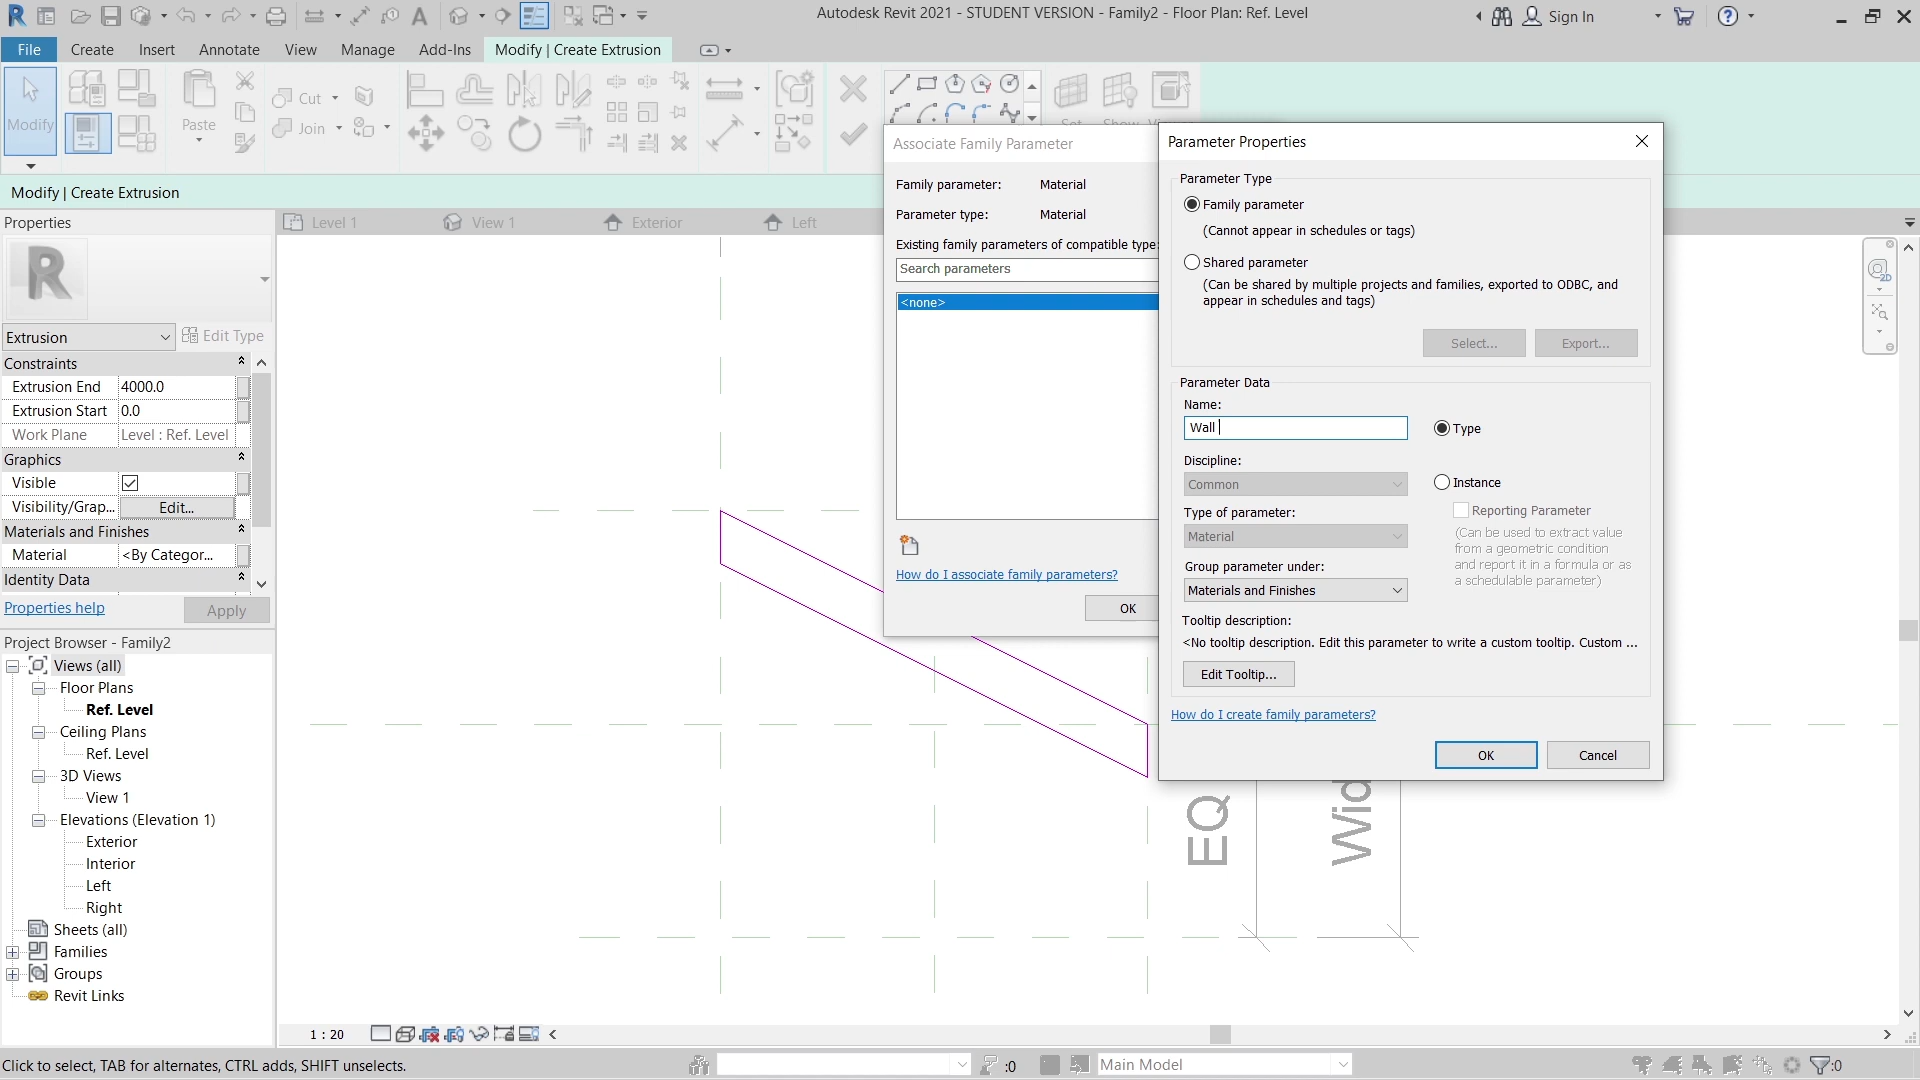 Autodesk Revit 2021 - STUDENT VERSION - Family2 - Floor Plan: Ref. Level
Sign In
File
Create
Insert
Annotate
View
Manage
Add-Ins
Modify | Create Extrusion
Modify
Paste
Cut
Join
Modify | Create Extrusion
Properties
Level 1
View 1
Exterior
Left
Extrusion
Edit Type
Constraints
Extrusion End 4000.0
Extrusion Start 0.0
Work Plane Level : Ref. Level
Graphics
Visible
Visibility/Grap... Edit...
Materials and Finishes
Material <By Categor...
Identity Data
Properties help
Apply
Project Browser - Family2
Views (all)
Floor Plans
Ref. Level
Ceiling Plans
Ref. Level
3D Views
View 1
Elevations (Elevation 1)
Exterior
Interior
Left
Right
Sheets (all)
Families
Groups
Revit Links
Associate Family Parameter
Family parameter: Material
Parameter type: Material
Existing family parameters of compatible type:
Search parameters
<none>
How do I associate family parameters?
OK
Parameter Properties
Parameter Type
Family parameter
(Cannot appear in schedules or tags)
Shared parameter
(Can be shared by multiple projects and families, exported to ODBC, and
appear in schedules and tags)
Select...
Export...
Parameter Data
Name:
Wall
Type
Discipline:
Common
Instance
Reporting Parameter
(Can be used to extract value
from a geometric condition
and report it in a formula or as
a schedulable parameter)
Type of parameter:
Material
Group parameter under:
Materials and Finishes
Tooltip description:
<No tooltip description. Edit this parameter to write a custom tooltip. Custom ...
Edit Tooltip...
How do I create family parameters?
OK
Cancel
2D
EQ
Wid
1 : 20
Click to select, TAB for alternates, CTRL adds, SHIFT unselects.
:0
Main Model
:0